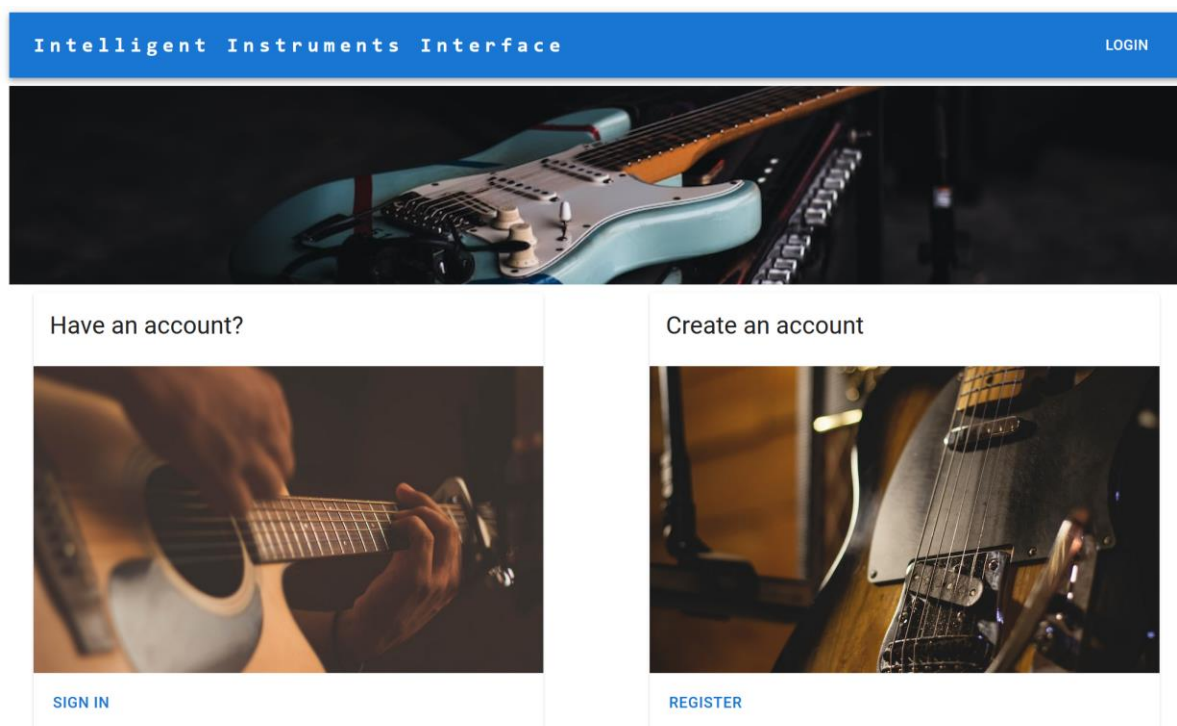 Intelligent Instruments Interface
LOGIN
Have an account?
Create an account
SIGN IN
REGISTER